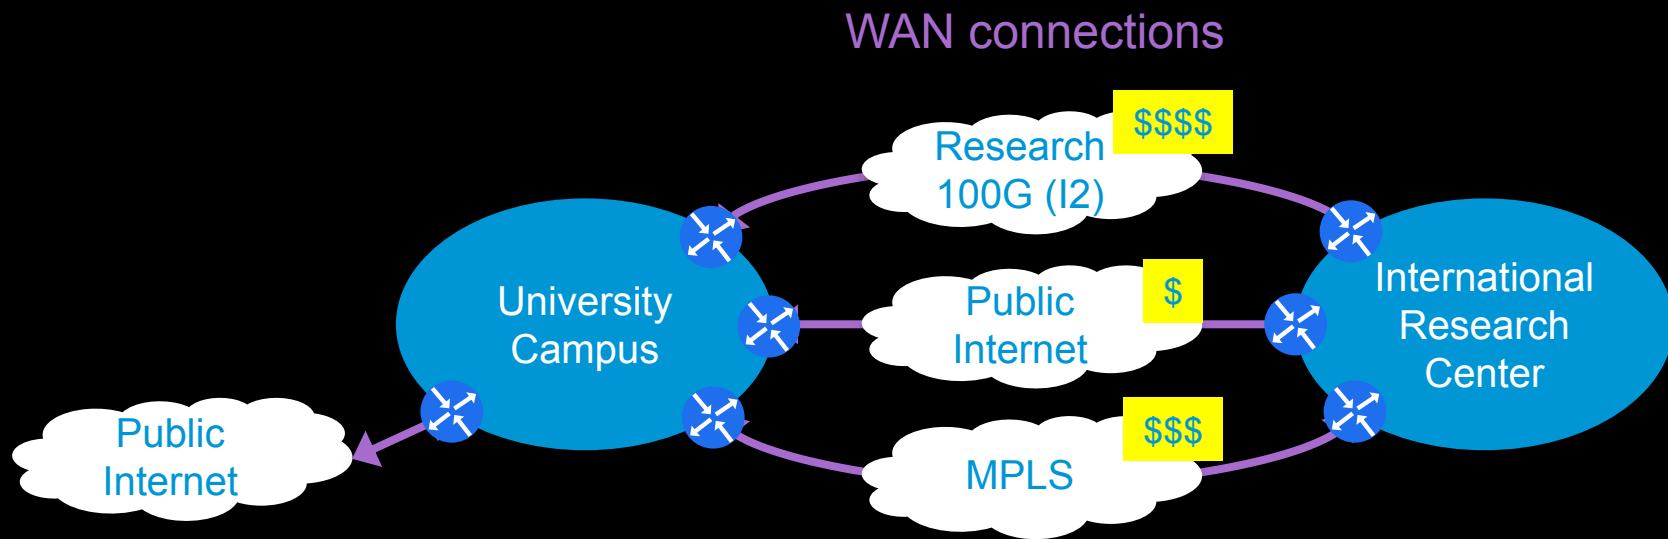 WAN connections
$$$$
Research
100G (I2)
University
Campus
$
Public
Internet
International
Research
Center
Public
Internet
$$$
MPLS